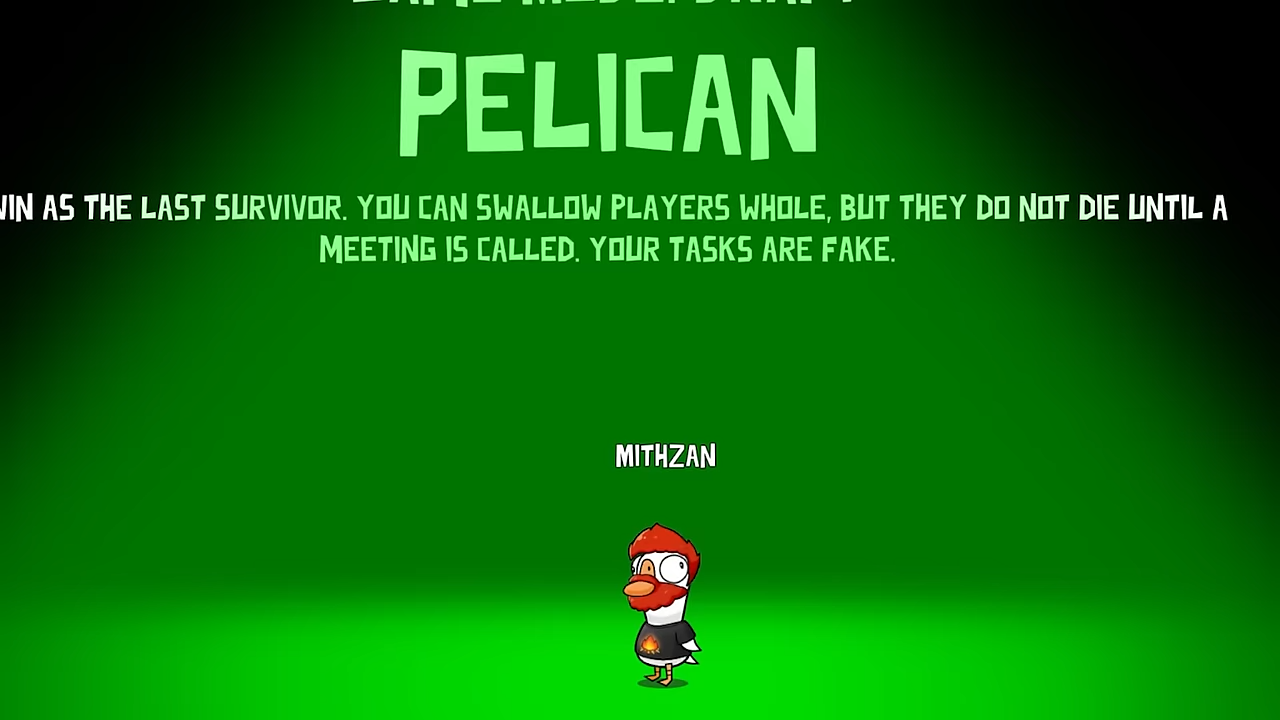 PELICAN
WIN AS THE LAST SURVIVOR. YOU CAN SWALLOW PLAYERS WHOLE, BUT THEY DO NOT DIE UNTIL A
MEETING IS CALLED. YOUR TASKS ARE FAKE.
MITHZAN